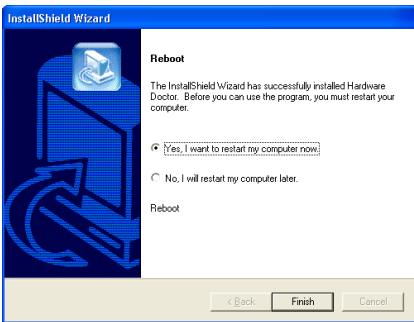 InstallShield Wizard
Reboot
The InstallShield Wizard has successfully installed Hardware
Doctor. Before you can use the program, you must restart your
computer.
Yes, I want to restart my computer now.
No, I will restart my computer later.
Reboot
< Back Finish Cancel